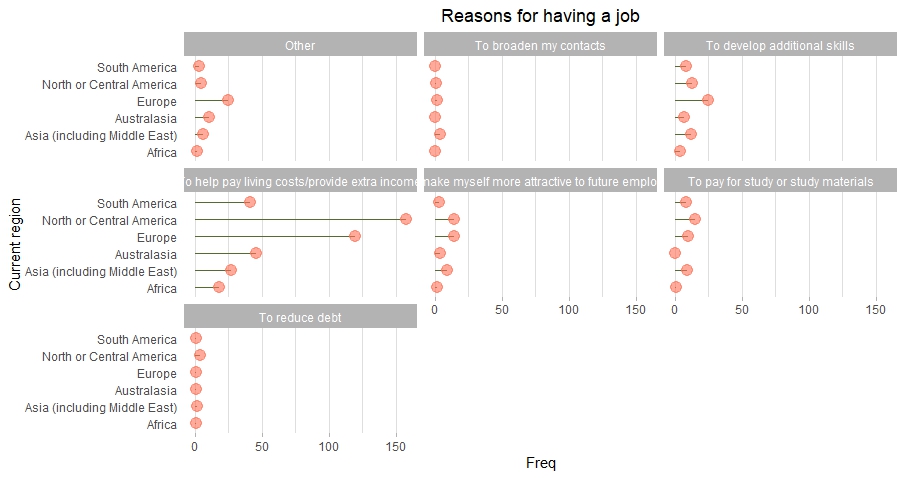 Reasons for having a job
Other
To broaden my contacts
To develop additional skills
South America
North or Central America
Europe
Australasia
Asia (including Middle East)
Africa
o help pay living costs/provide extra income
make myself more attractive to future emplo
To pay for study or study materials
Current region
South America
North or Central America
Europe
Australasia
Asia (including Middle East)
Africa
0 50 100 150
0 50 100 150
To reduce debt
South America
North or Central America
Europe
Australasia
Asia (including Middle East)
Africa
0 50 100 150
Freq